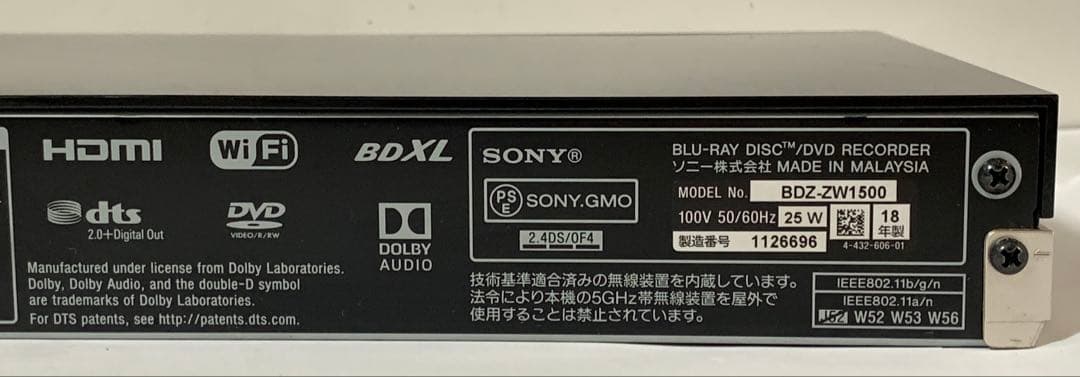 HDMI
WiFi
BDXL
dts
2.0+Digital Out
DVD
VIDEO/R/RW
DOLBY
AUDIO
Manufactured under license from Dolby Laboratories.
Dolby, Dolby Audio, and the double-D symbol
are trademarks of Dolby Laboratories.
For DTS patents, see http://patents.dts.com.
SONY®
BLU-RAY DISC™/DVD RECORDER
ソニー株式会社 MADE IN MALAYSIA
PSE SONY.GMO
MODEL No. BDZ-ZW1500
100V 50/60Hz 25 W
18
年製
2.4DS/OF4
製造番号 1126696
4-432-606-01
技術基準適合済みの無線装置を内蔵しています。
法令により本機の5GHz帯無線装置を屋外で
使用することは禁止されています。
IEEE802.11b/g/n
IEEE802.11a/n
J52 W52 W53 W56